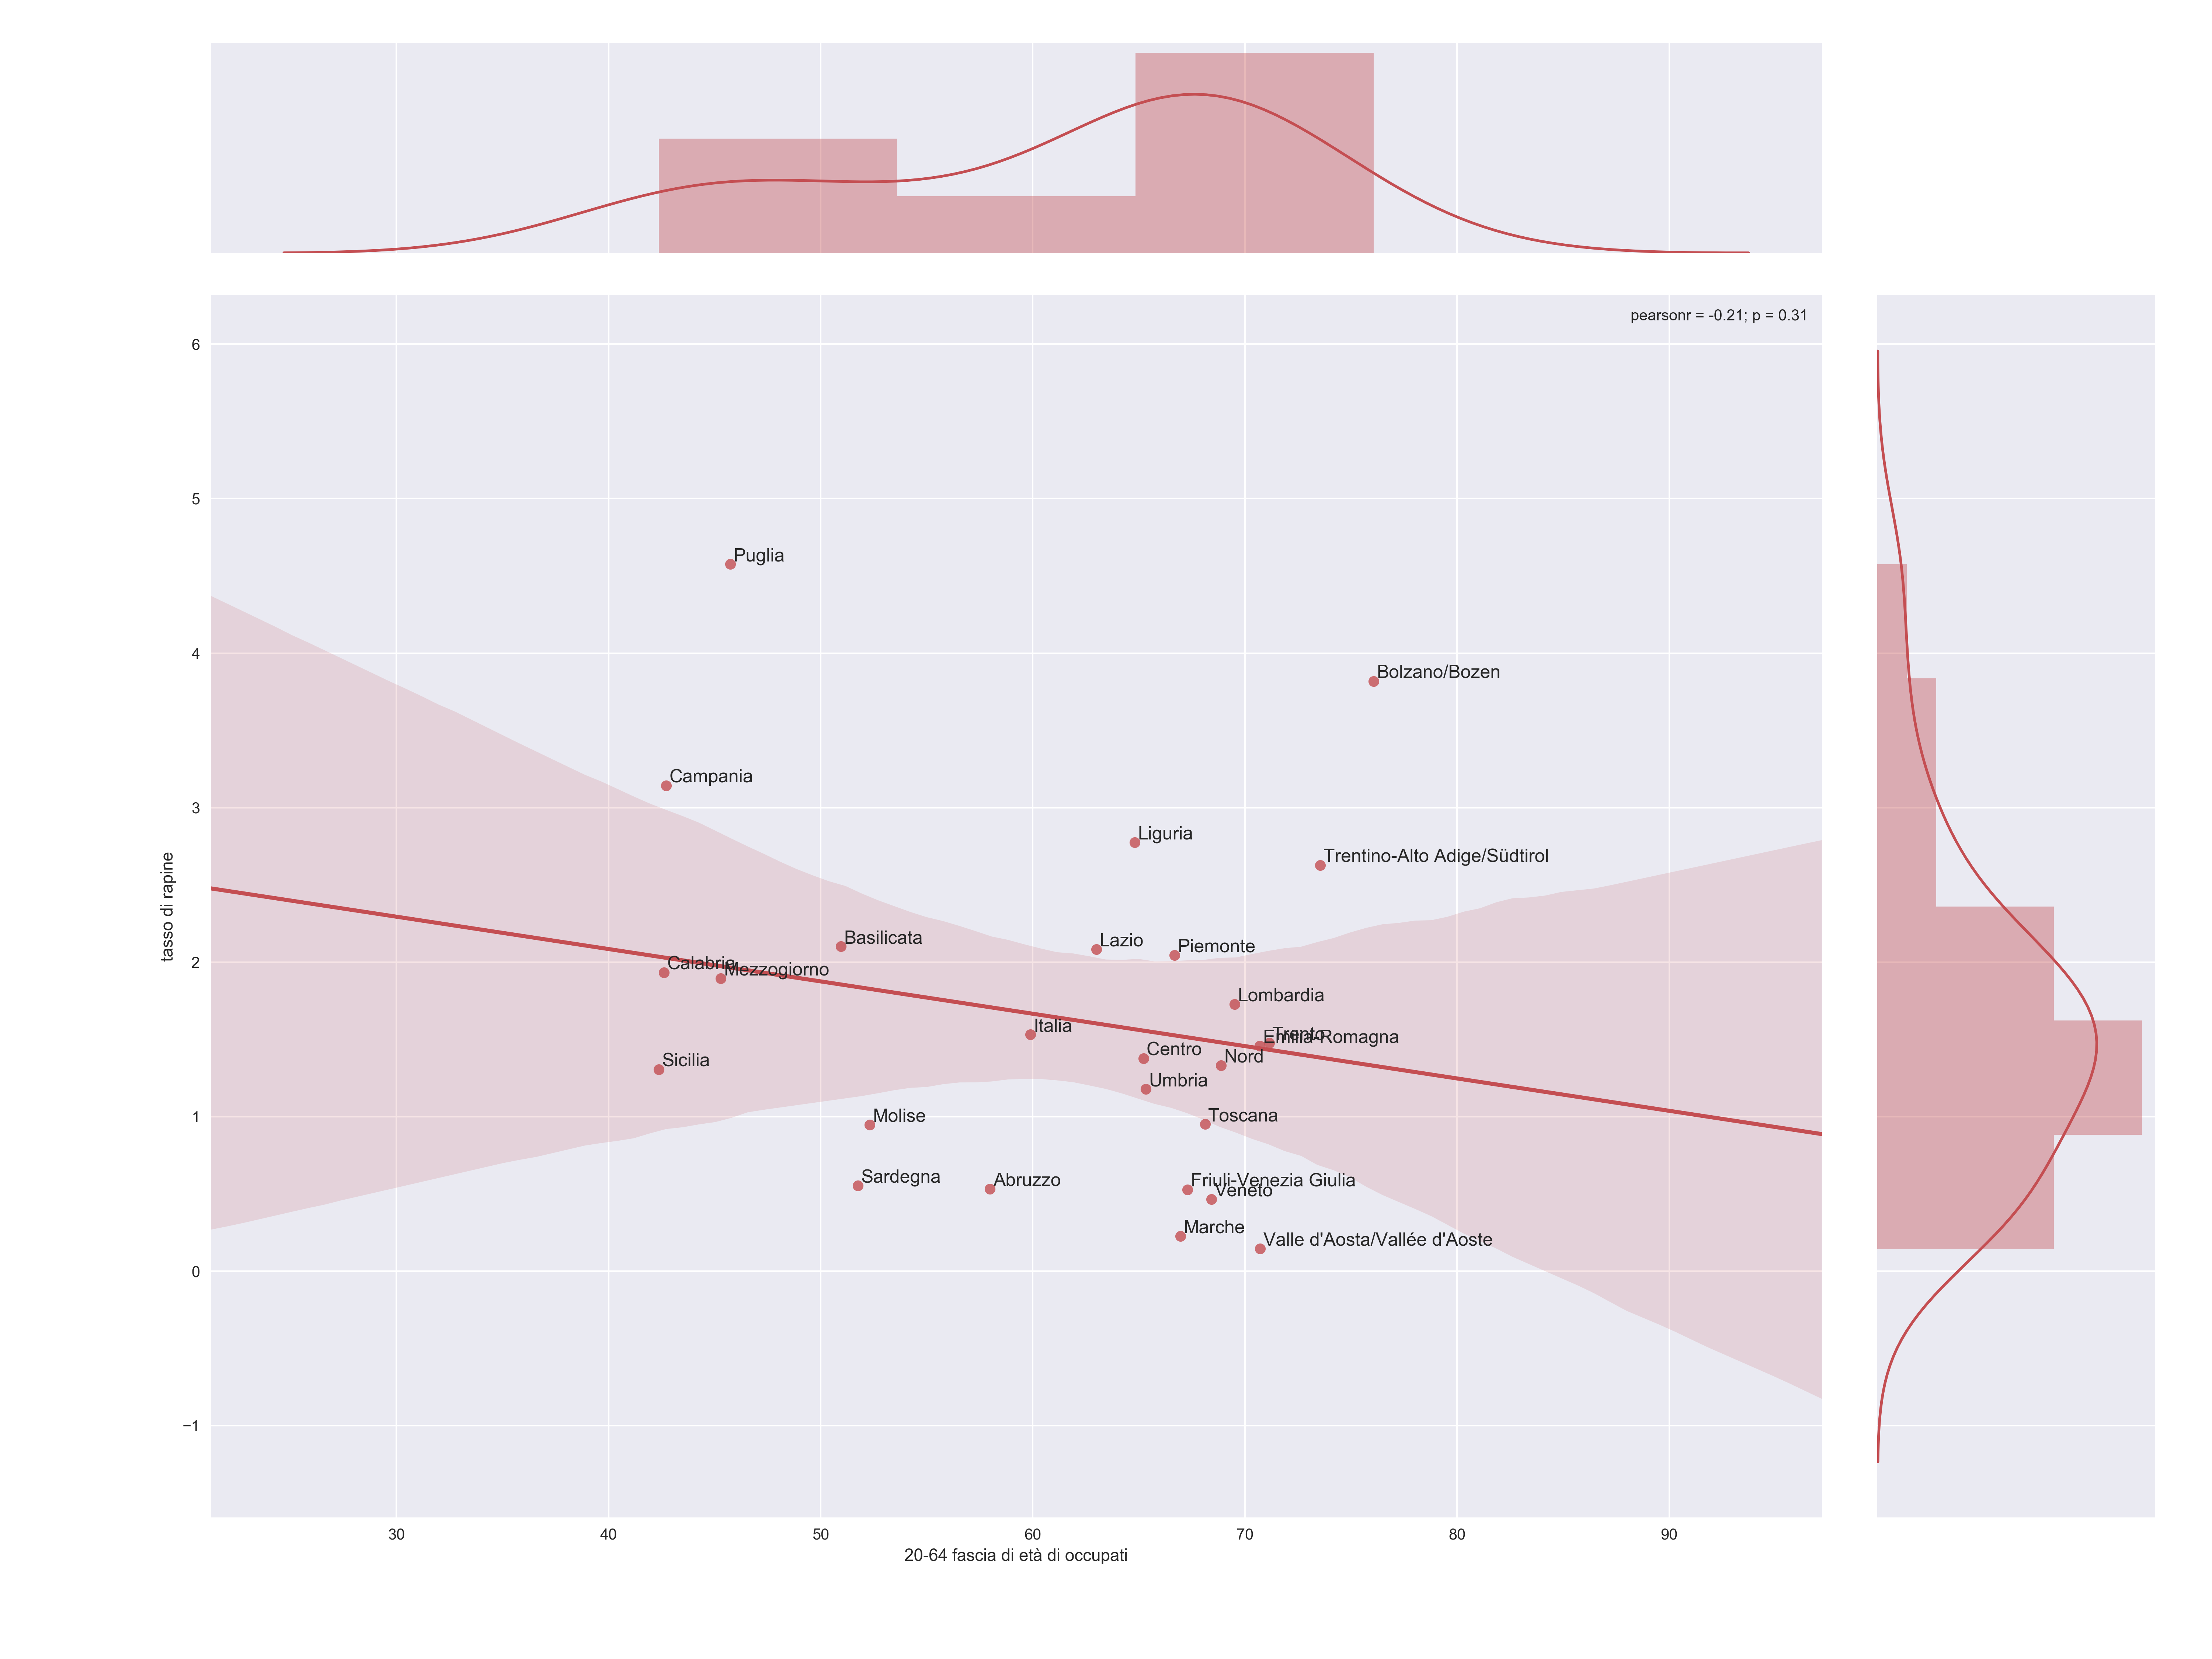 pearsonr = -0.21; p = 0.31
6
5
4
3
2
1
0
−1
tasso di rapine
Puglia
Bolzano/Bozen
Campania
Liguria
Trentino-Alto Adige/Südtirol
Basilicata
Lazio
Piemonte
Calabria
Mezzogiorno
Lombardia
Italia
Trento
Emilia-Romagna
Centro
Nord
Sicilia
Umbria
Molise
Toscana
Sardegna
Abruzzo
Friuli-Venezia Giulia
Veneto
Marche
Valle d'Aosta/Vallée d'Aoste
30 40 50 60 70 80 90
20-64 fascia di età di occupati